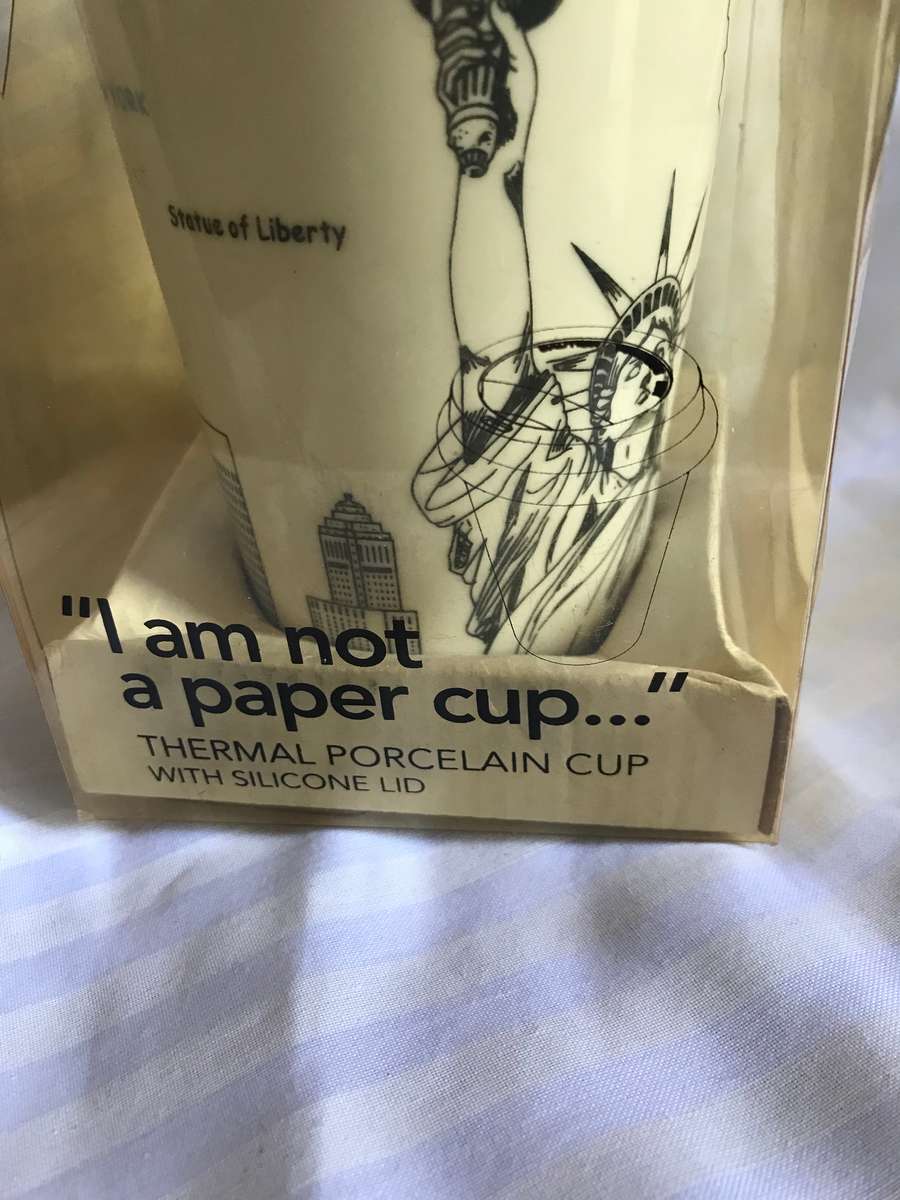 Statue of Liberty
"I am not
a paper cup..."
THERMAL PORCELAIN CUP
WITH SILICONE LID